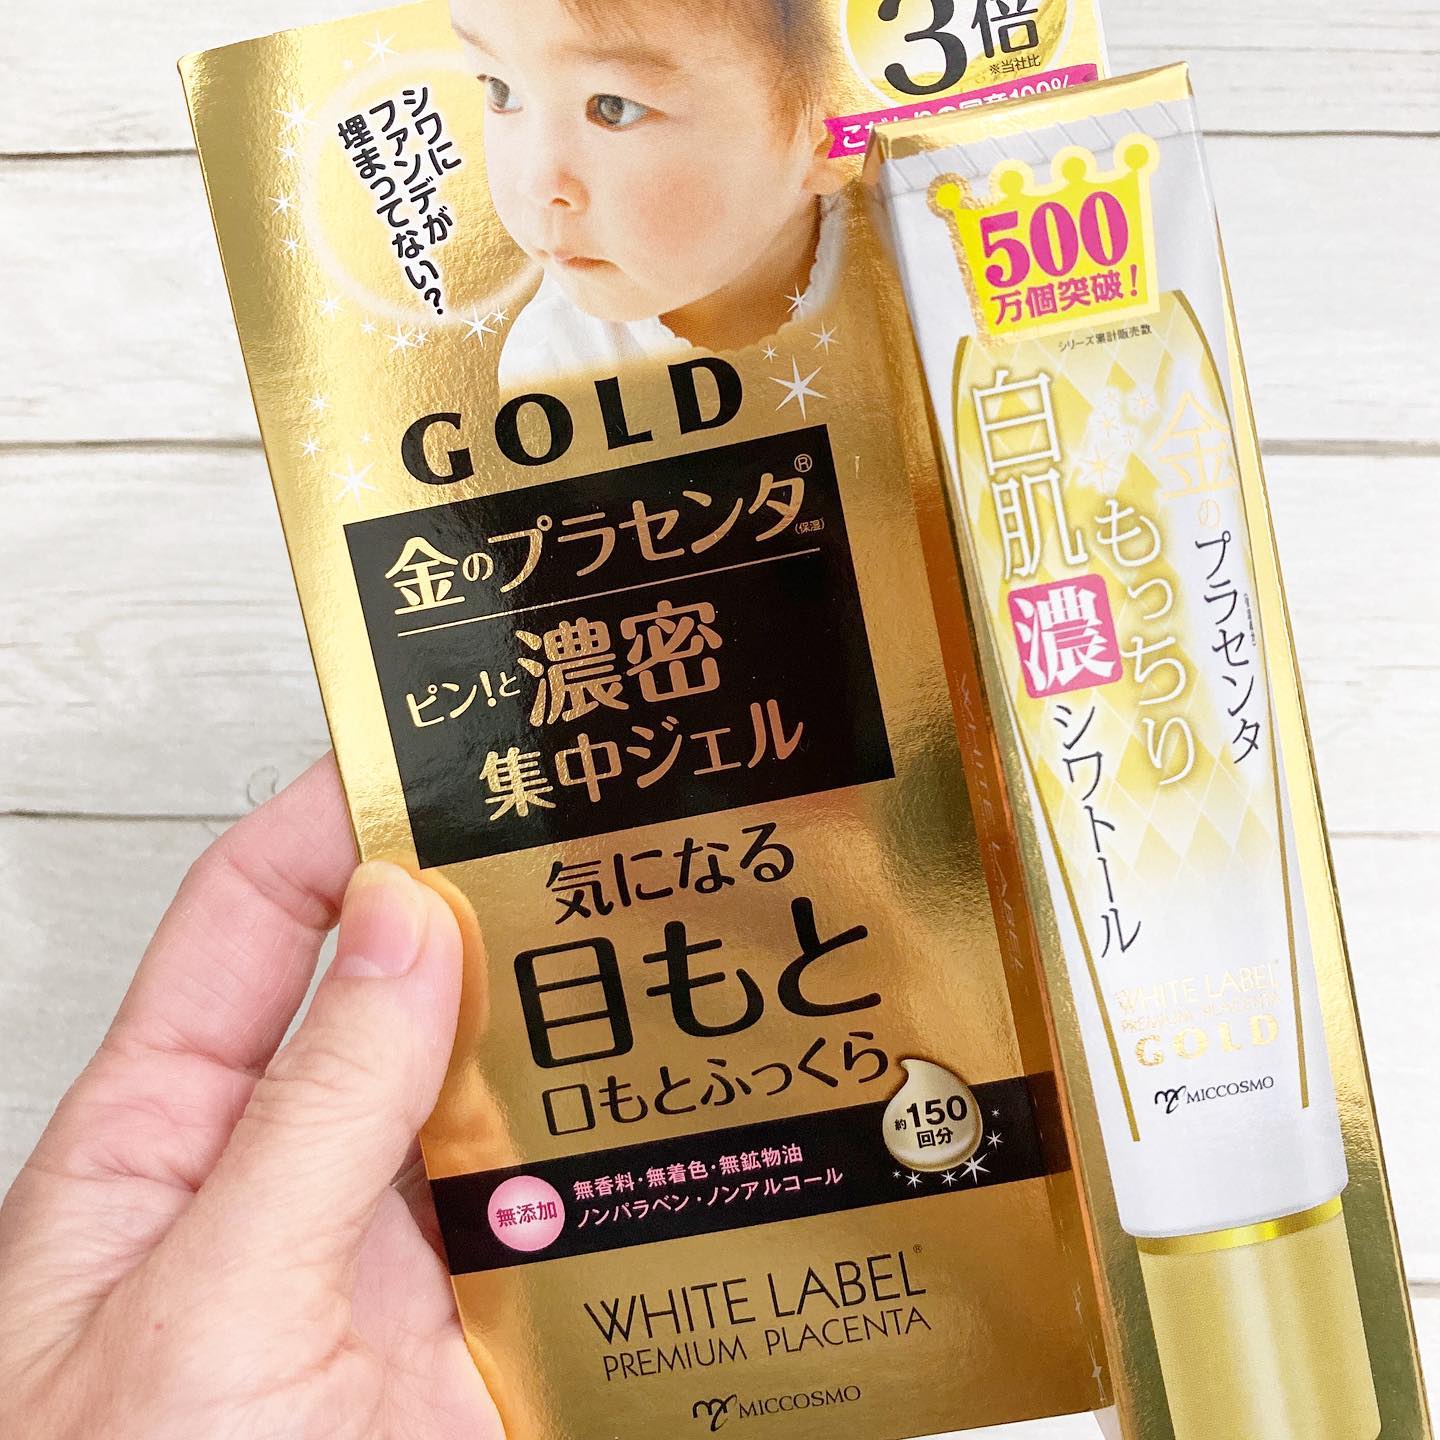 シワに
ファンデが
埋まってない?
3倍
※当社比
GOLD
金のプラセンタ®
(保湿)
ピン!と濃密
集中ジェル
気になる
目もと
口もとふっくら
約150
回分
無添加
無香料・無着色・無鉱物油
ノンパラベン・ノンアルコール
WHITE LABEL®
PREMIUM PLACENTA
MICCOSMO
500
万個突破!
シリーズ累計販売数
金のプラセンタ
もっちり
白肌濃シワトール
WHITE LABEL
PREMIUM PLACENTA
GOLD
MICCOSMO